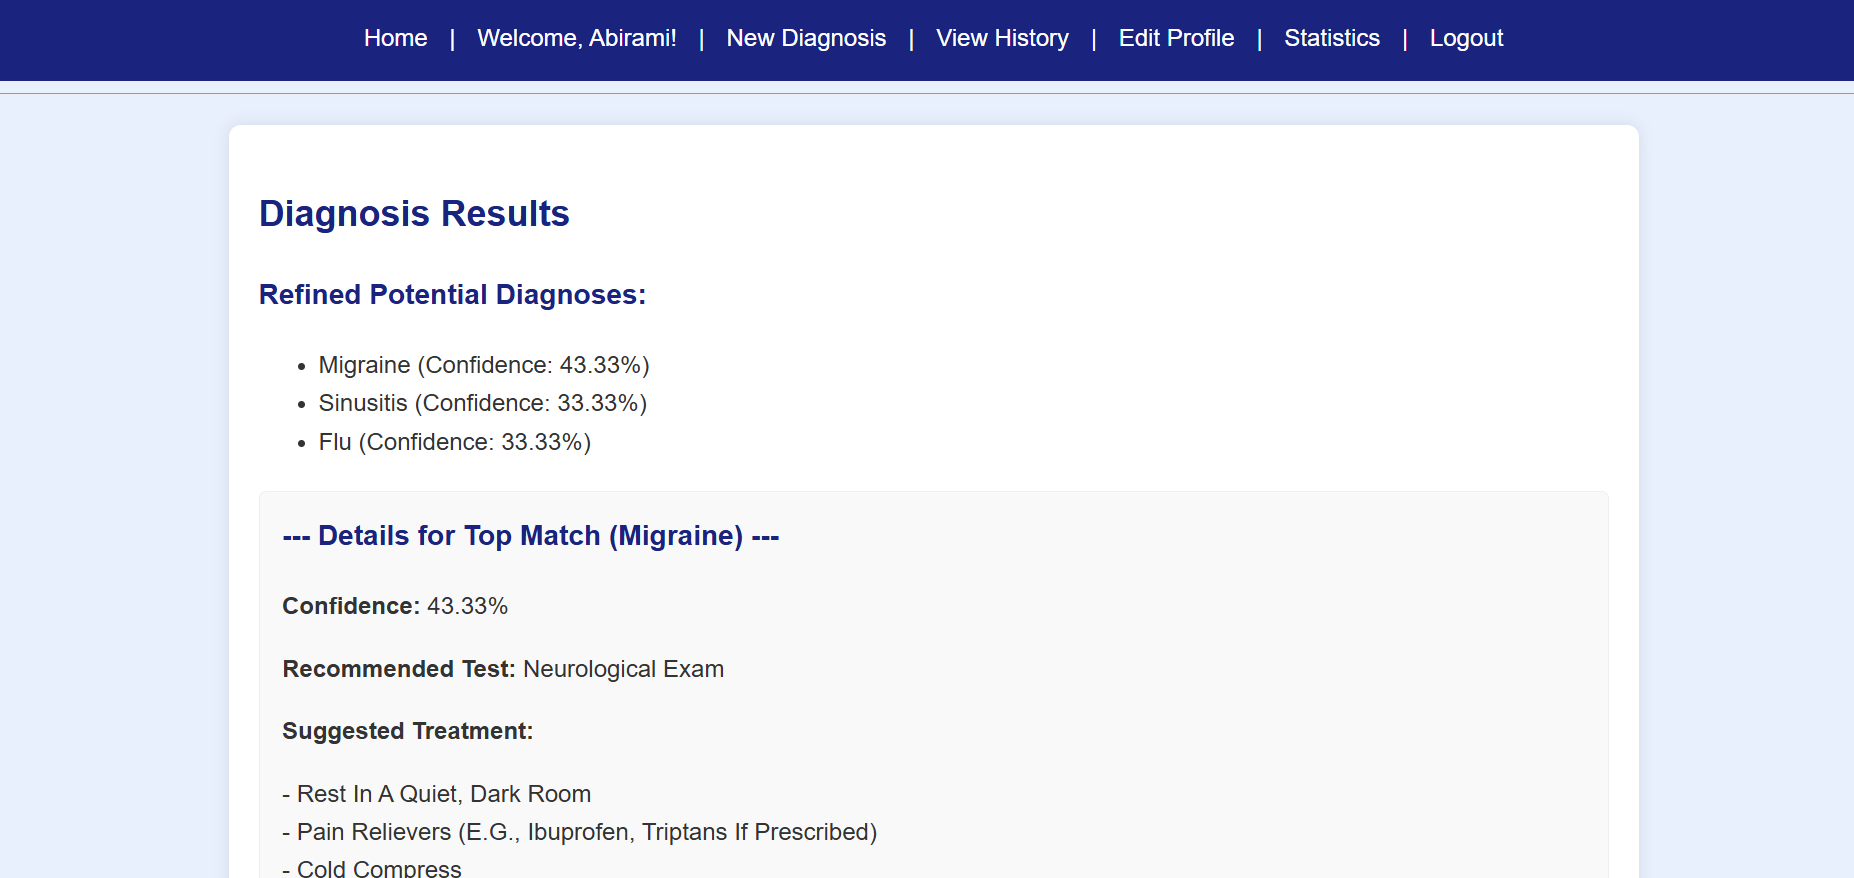 Home | Welcome, Abirami! | New Diagnosis | View History | Edit Profile | Statistics | Logout
Diagnosis Results
Refined Potential Diagnoses:
• Migraine (Confidence: 43.33%)
• Sinusitis (Confidence: 33.33%)
• Flu (Confidence: 33.33%)
--- Details for Top Match (Migraine) ---
Confidence: 43.33%
Recommended Test: Neurological Exam
Suggested Treatment:
- Rest In A Quiet, Dark Room
- Pain Relievers (E.G., Ibuprofen, Triptans If Prescribed)
- Cold Compress